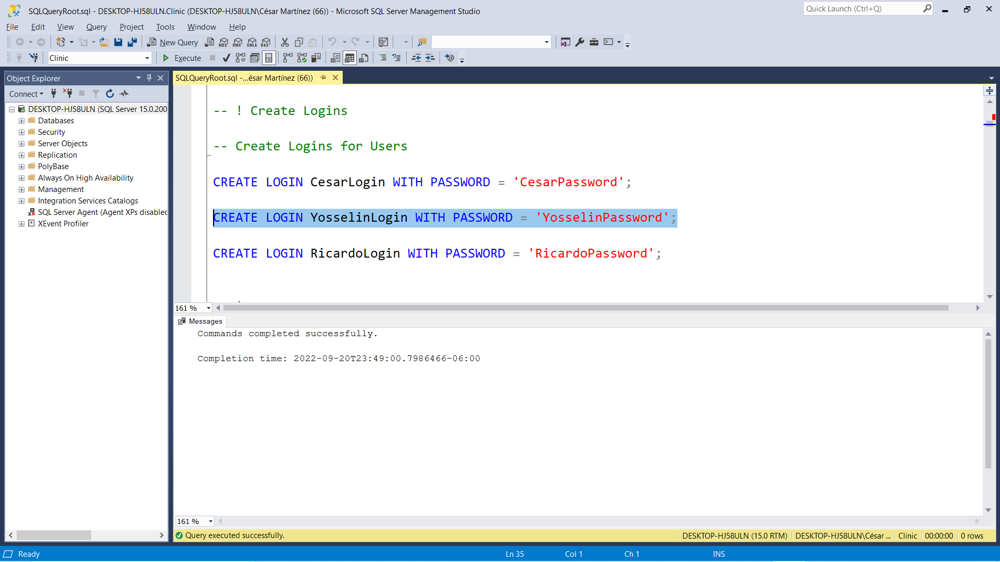 SQLQueryRoot.sql - DESKTOP-HJ58ULN.Clinic (DESKTOP-HJ58ULN\César Martínez (66)) - Microsoft SQL Server Management Studio
Quick Launch (Ctrl+Q)
File Edit View Query Project Tools Window Help
New Query MDX DMX XMLA DAX
Clinic Execute
Object Explorer
SQLQueryRoot.sql -...ésar Martínez (66))
Connect
DESKTOP-HJ58ULN (SQL Server 15.0.200
Databases
Security
Server Objects
Replication
PolyBase
Always On High Availability
Management
Integration Services Catalogs
SQL Server Agent (Agent XPs disabled
XEvent Profiler
-- ! Create Logins
-- Create Logins for Users
CREATE LOGIN CesarLogin WITH PASSWORD = 'CesarPassword';
CREATE LOGIN YosselinLogin WITH PASSWORD = 'YosselinPassword';
CREATE LOGIN RicardoLogin WITH PASSWORD = 'RicardoPassword';
161 %
Messages
Commands completed successfully.
Completion time: 2022-09-20T23:49:00.7986466-06:00
161 %
Query executed successfully.
DESKTOP-HJ58ULN (15.0 RTM) DESKTOP-HJ58ULN\César ... Clinic 00:00:00 0 rows
Ready Ln 35 Col 1 Ch 1 INS